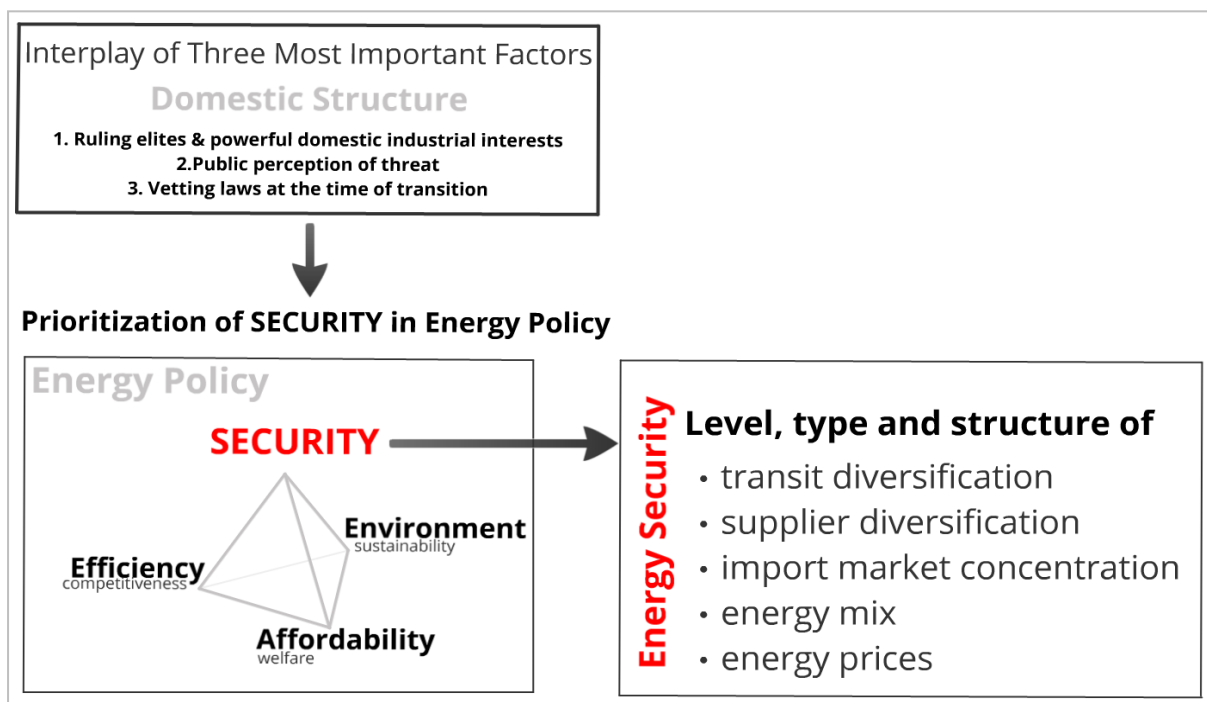 Interplay of Three Most Important Factors
Domestic Structure
1. Ruling elites & powerful domestic industrial interests
2.Public perception of threat
3. Vetting laws at the time of transition
Prioritization of SECURITY in Energy Policy
Energy Policy
SECURITY
Environment
sustainability
Efficiency
competitiveness
Affordability
welfare
Energy Security
Level, type and structure of
• transit diversification
• supplier diversification
• import market concentration
• energy mix
• energy prices